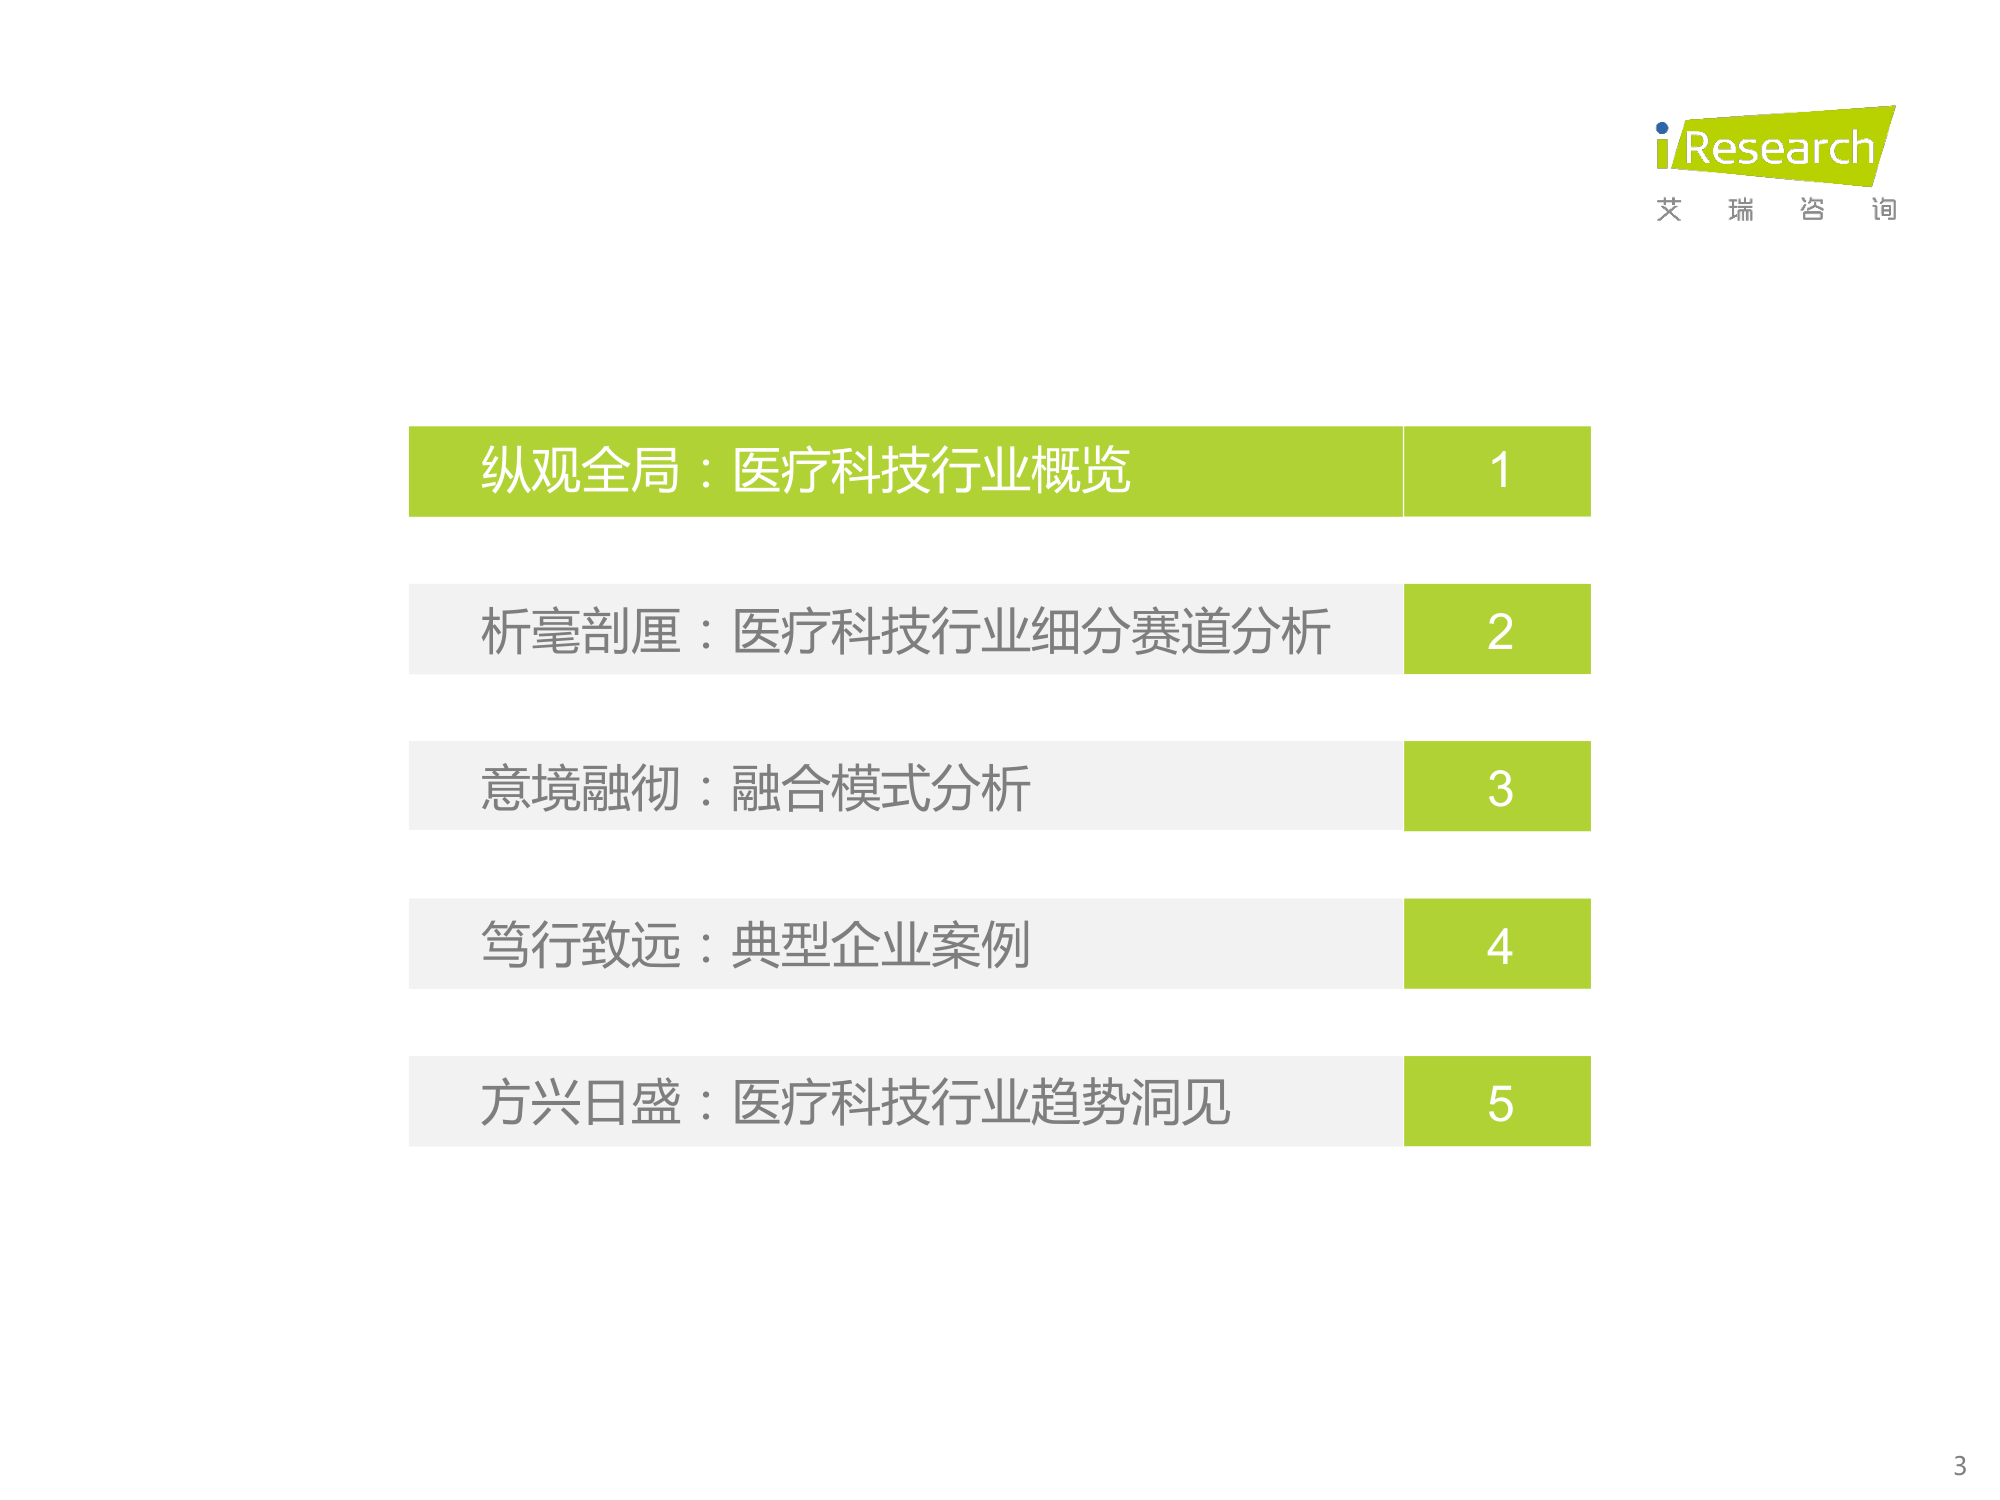 iResearch
艾瑞咨询
纵观全局：医疗科技行业概览 1
析毫剖厘：医疗科技行业细分赛道分析 2
意境融彻：融合模式分析 3
笃行致远：典型企业案例 4
方兴日盛：医疗科技行业趋势洞见 5
3